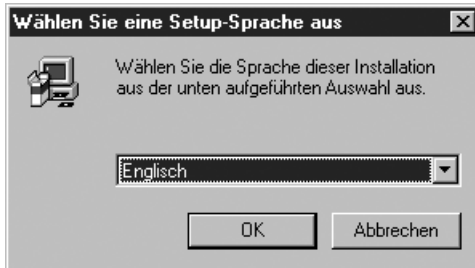 Wählen Sie eine Setup-Sprache aus
Wählen Sie die Sprache dieser Installation
aus der unten aufgeführten Auswahl aus.
Englisch
OK
Abbrechen